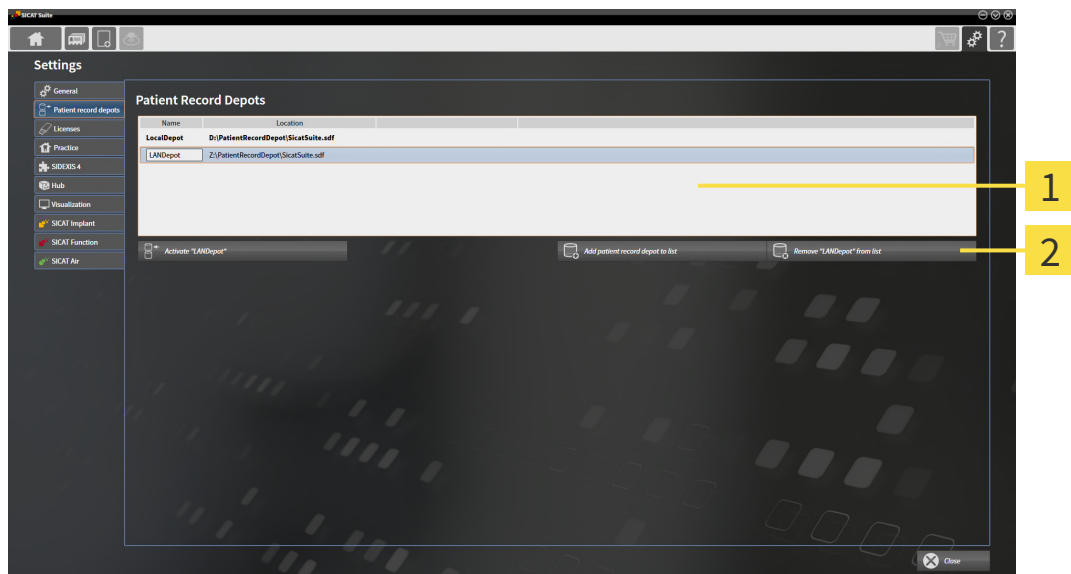 SICAT Suite
?
Settings
General
Patient record depots
Licenses
Practice
SIDEXIS 4
Hub
Visualization
SICAT Implant
SICAT Function
SICAT Air
Patient Record Depots
Name Location
LocalDepot D:\PatientRecordDepot\SicatSuite.sdf
LANDepot Z:\PatientRecordDepot\SicatSuite.sdf
1
Activate "LANDepot" Add patient record depot to list Remove "LANDepot" from list
2
Close